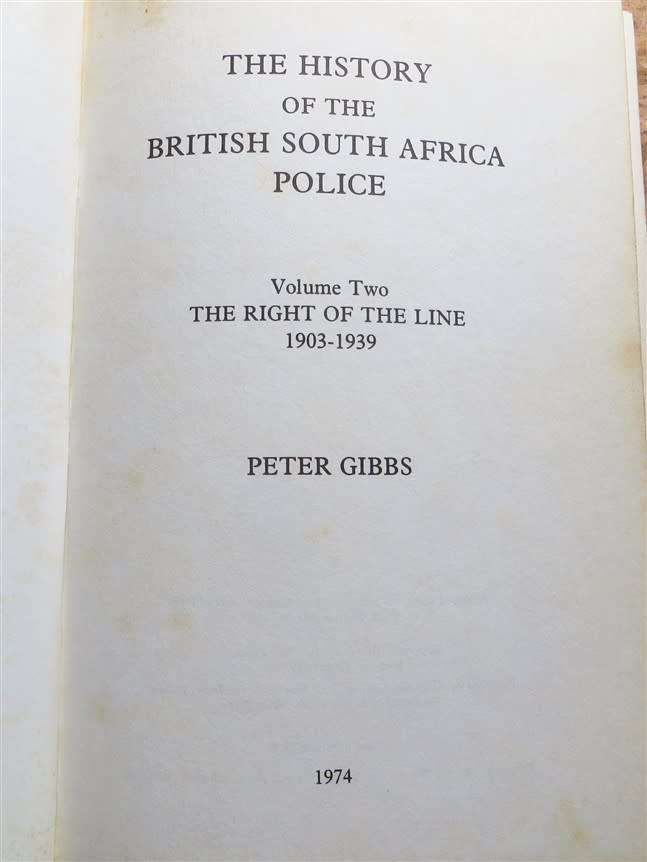 THE HISTORY
OF THE
BRITISH SOUTH AFRICA
POLICE
Volume Two
THE RIGHT OF THE LINE
1903-1939
PETER GIBBS
1974